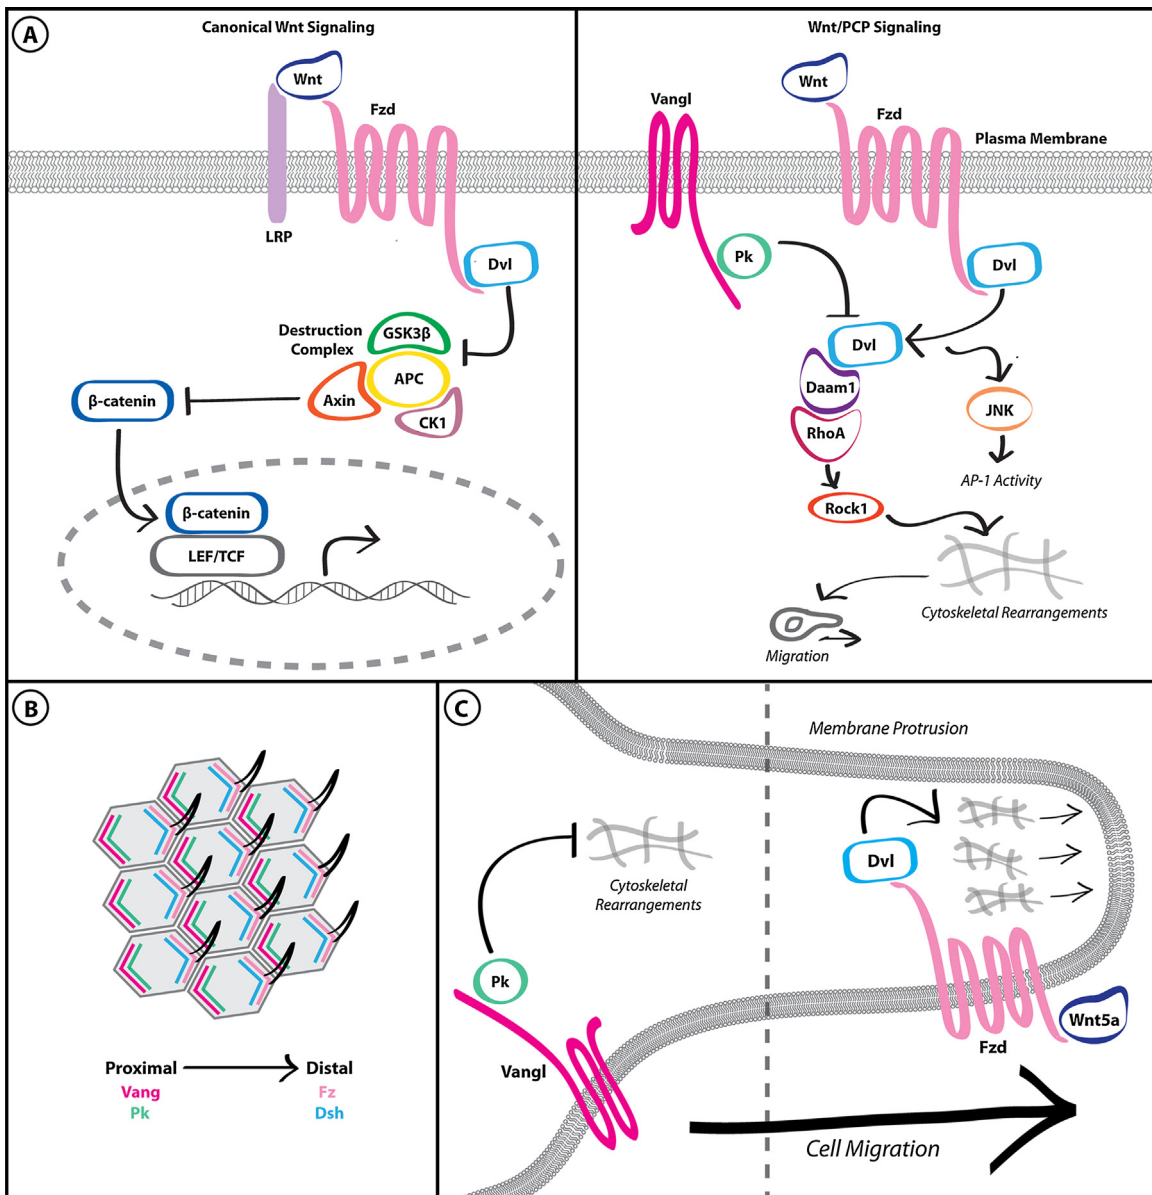 A
Canonical Wnt Signaling
Wnt
Fzd
LRP
Dvl
Destruction
Complex
GSK3β
APC
Axin
CK1
β-catenin
β-catenin
LEF/TCF
Wnt/PCP Signaling
Vangl
Wnt
Fzd
Plasma Membrane
Pk
Dvl
Dvl
Daam1
RhoA
JNK
AP-1 Activity
Rock1
Cytoskeletal Rearrangements
Migration
B
Proximal
Distal
Vang
Fz
Pk
Dsh
C
Membrane Protrusion
Dvl
Cytoskeletal
Rearrangements
Pk
Vangl
Fzd
Wnt5a
Cell Migration